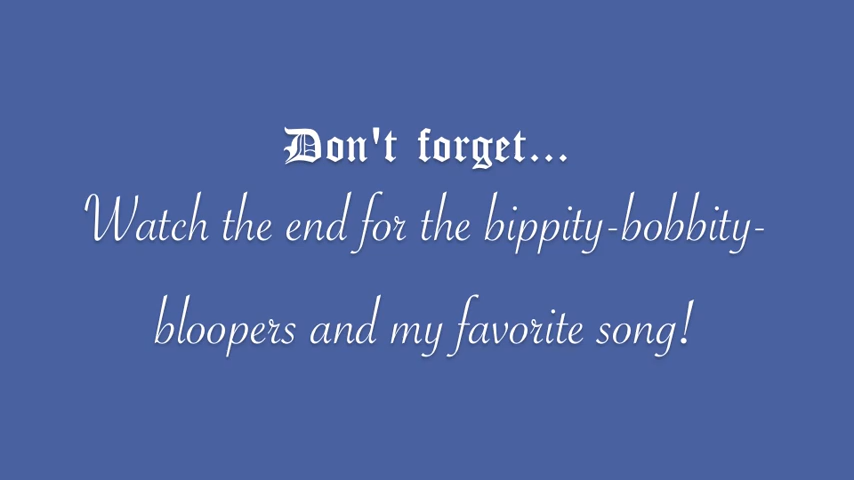 Don't forget...
Watch the end for the bippity-bobbity-
bloopers and my favorite song!